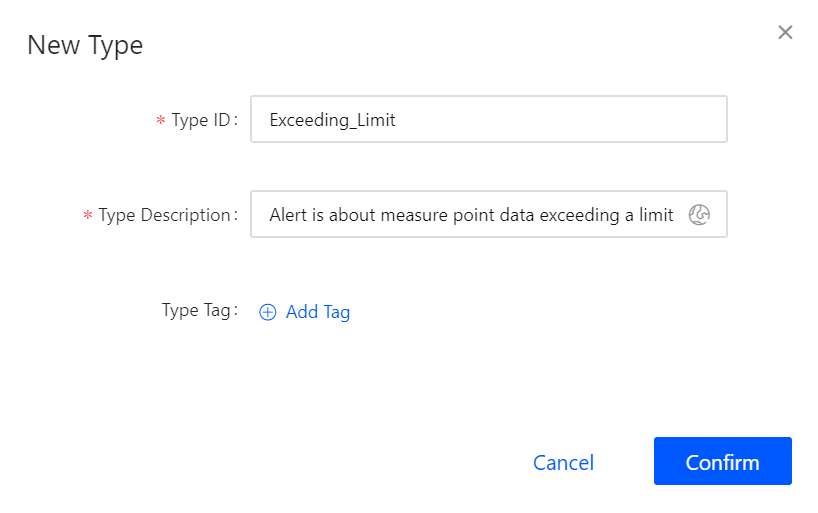 New Type
* Type ID: Exceeding_Limit
* Type Description: Alert is about measure point data exceeding a limit
Type Tag: Add Tag
Cancel Confirm